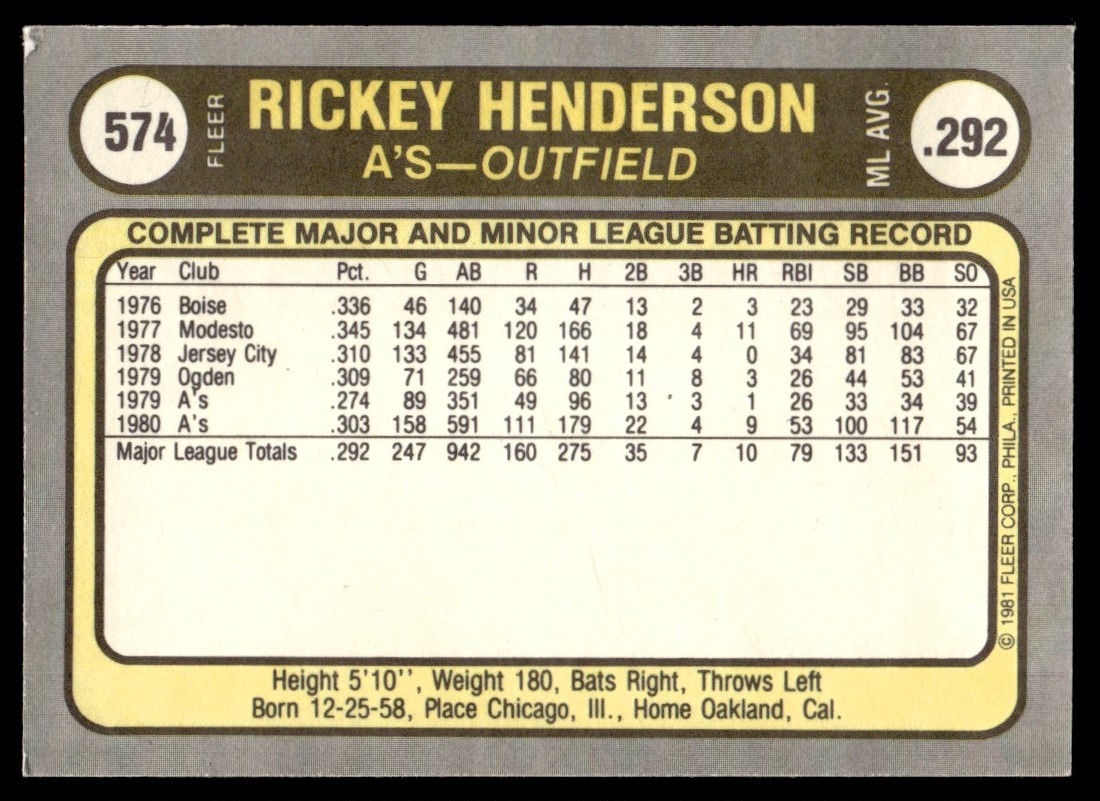 574 FLEER RICKEY HENDERSON ML AVG. .292
A'S—OUTFIELD
COMPLETE MAJOR AND MINOR LEAGUE BATTING RECORD
Year Club Pct. G AB R H 2B 3B HR RBI SB BB SO
1976 Boise .336 46 140 34 47 13 2 3 23 29 33 32
1977 Modesto .345 134 481 120 166 18 4 11 69 95 104 67
1978 Jersey City .310 133 455 81 141 14 4 0 34 81 83 67
1979 Ogden .309 71 259 66 80 11 8 3 26 44 53 41
1979 A's .274 89 351 49 96 13 3 1 26 33 34 39
1980 A's .303 158 591 111 179 22 4 9 53 100 117 54
Major League Totals .292 247 942 160 275 35 7 10 79 133 151 93
© 1981 FLEER CORP., PHILA., PRINTED IN USA
Height 5'10'', Weight 180, Bats Right, Throws Left
Born 12-25-58, Place Chicago, Ill., Home Oakland, Cal.